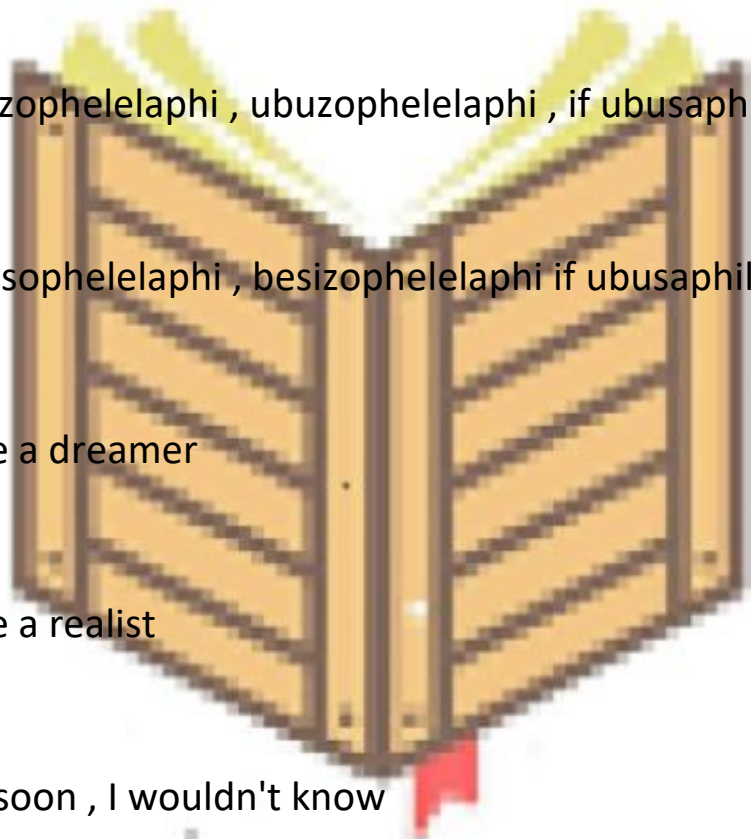 zophelelaphi , ubuzophelelaphi , if ubusaph
sophelelaphi , besizophelelaphi if ubusaphil
e a dreamer
e a realist
soon , I wouldn't know